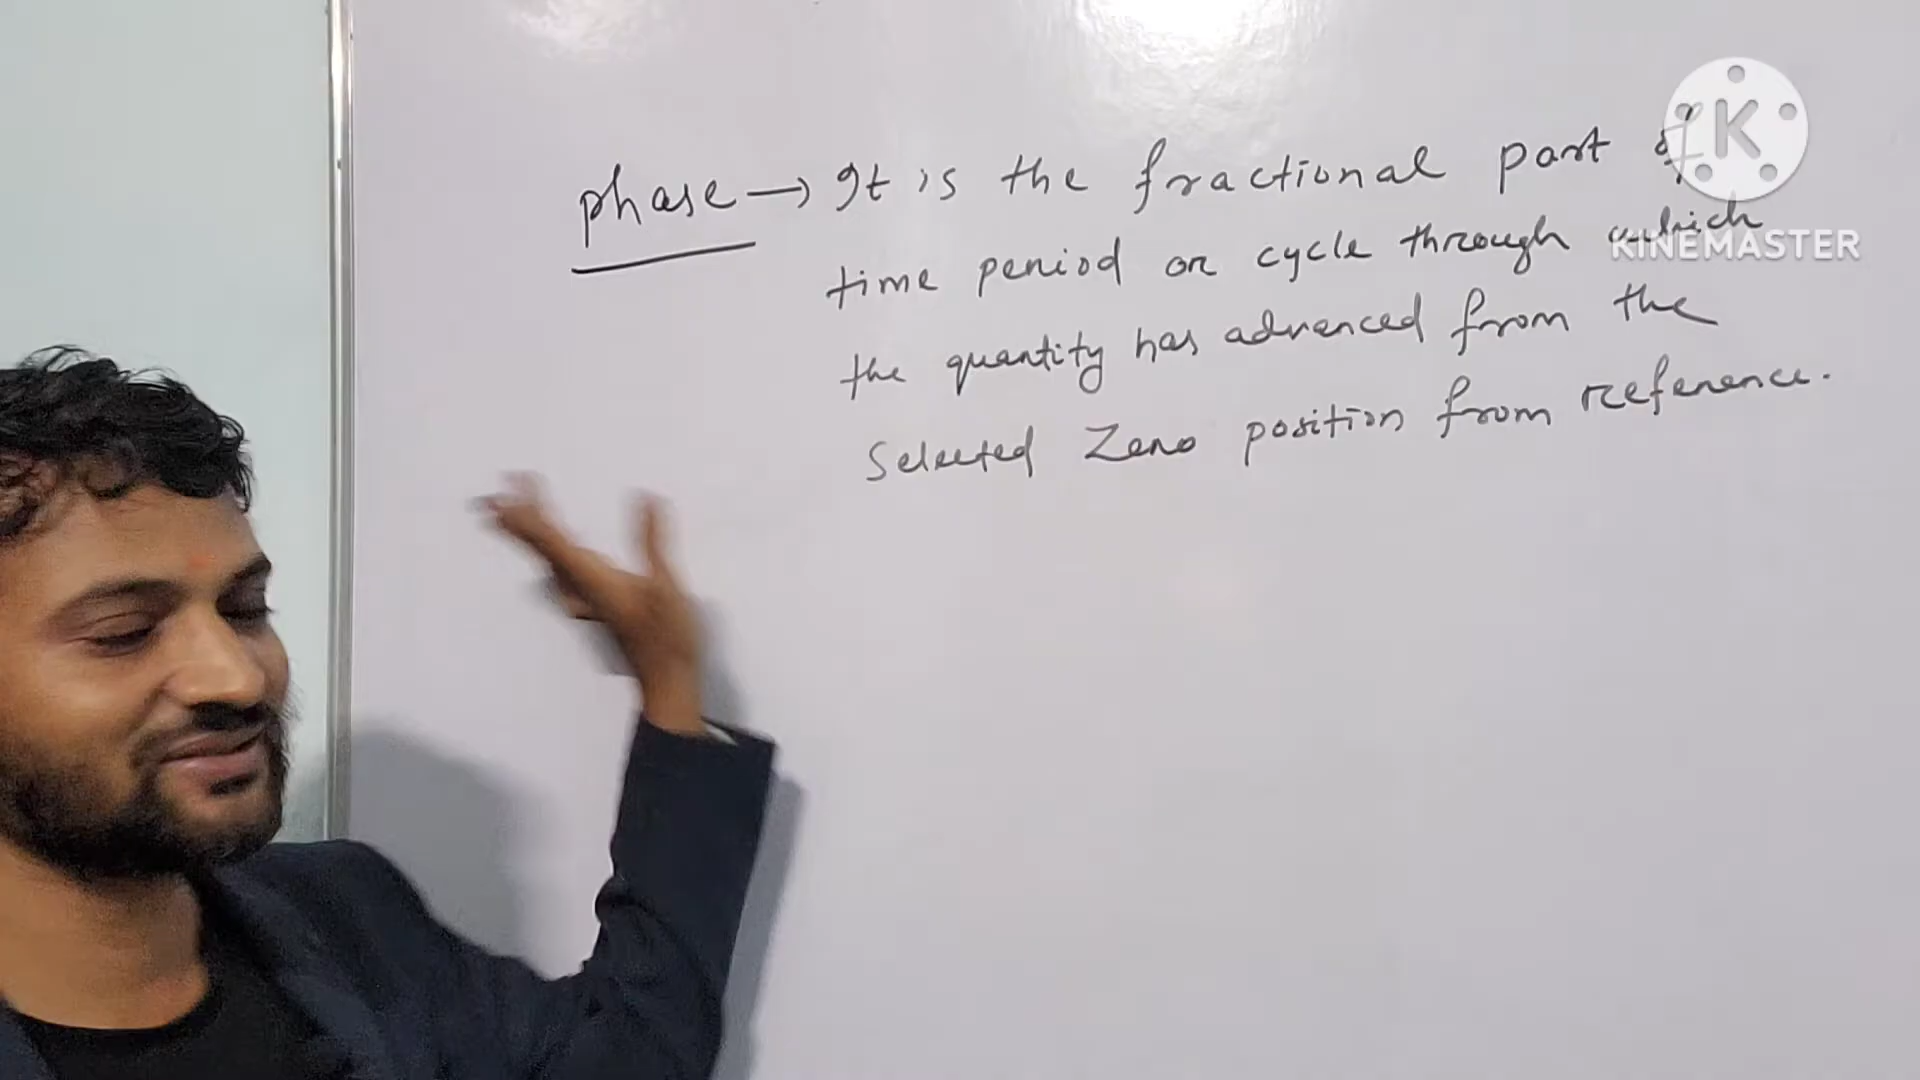 phase → It is the fractional part of
time period or cycle through which
the quantity has advanced from the
Selected Zero position from reference.
K
KINEMASTER